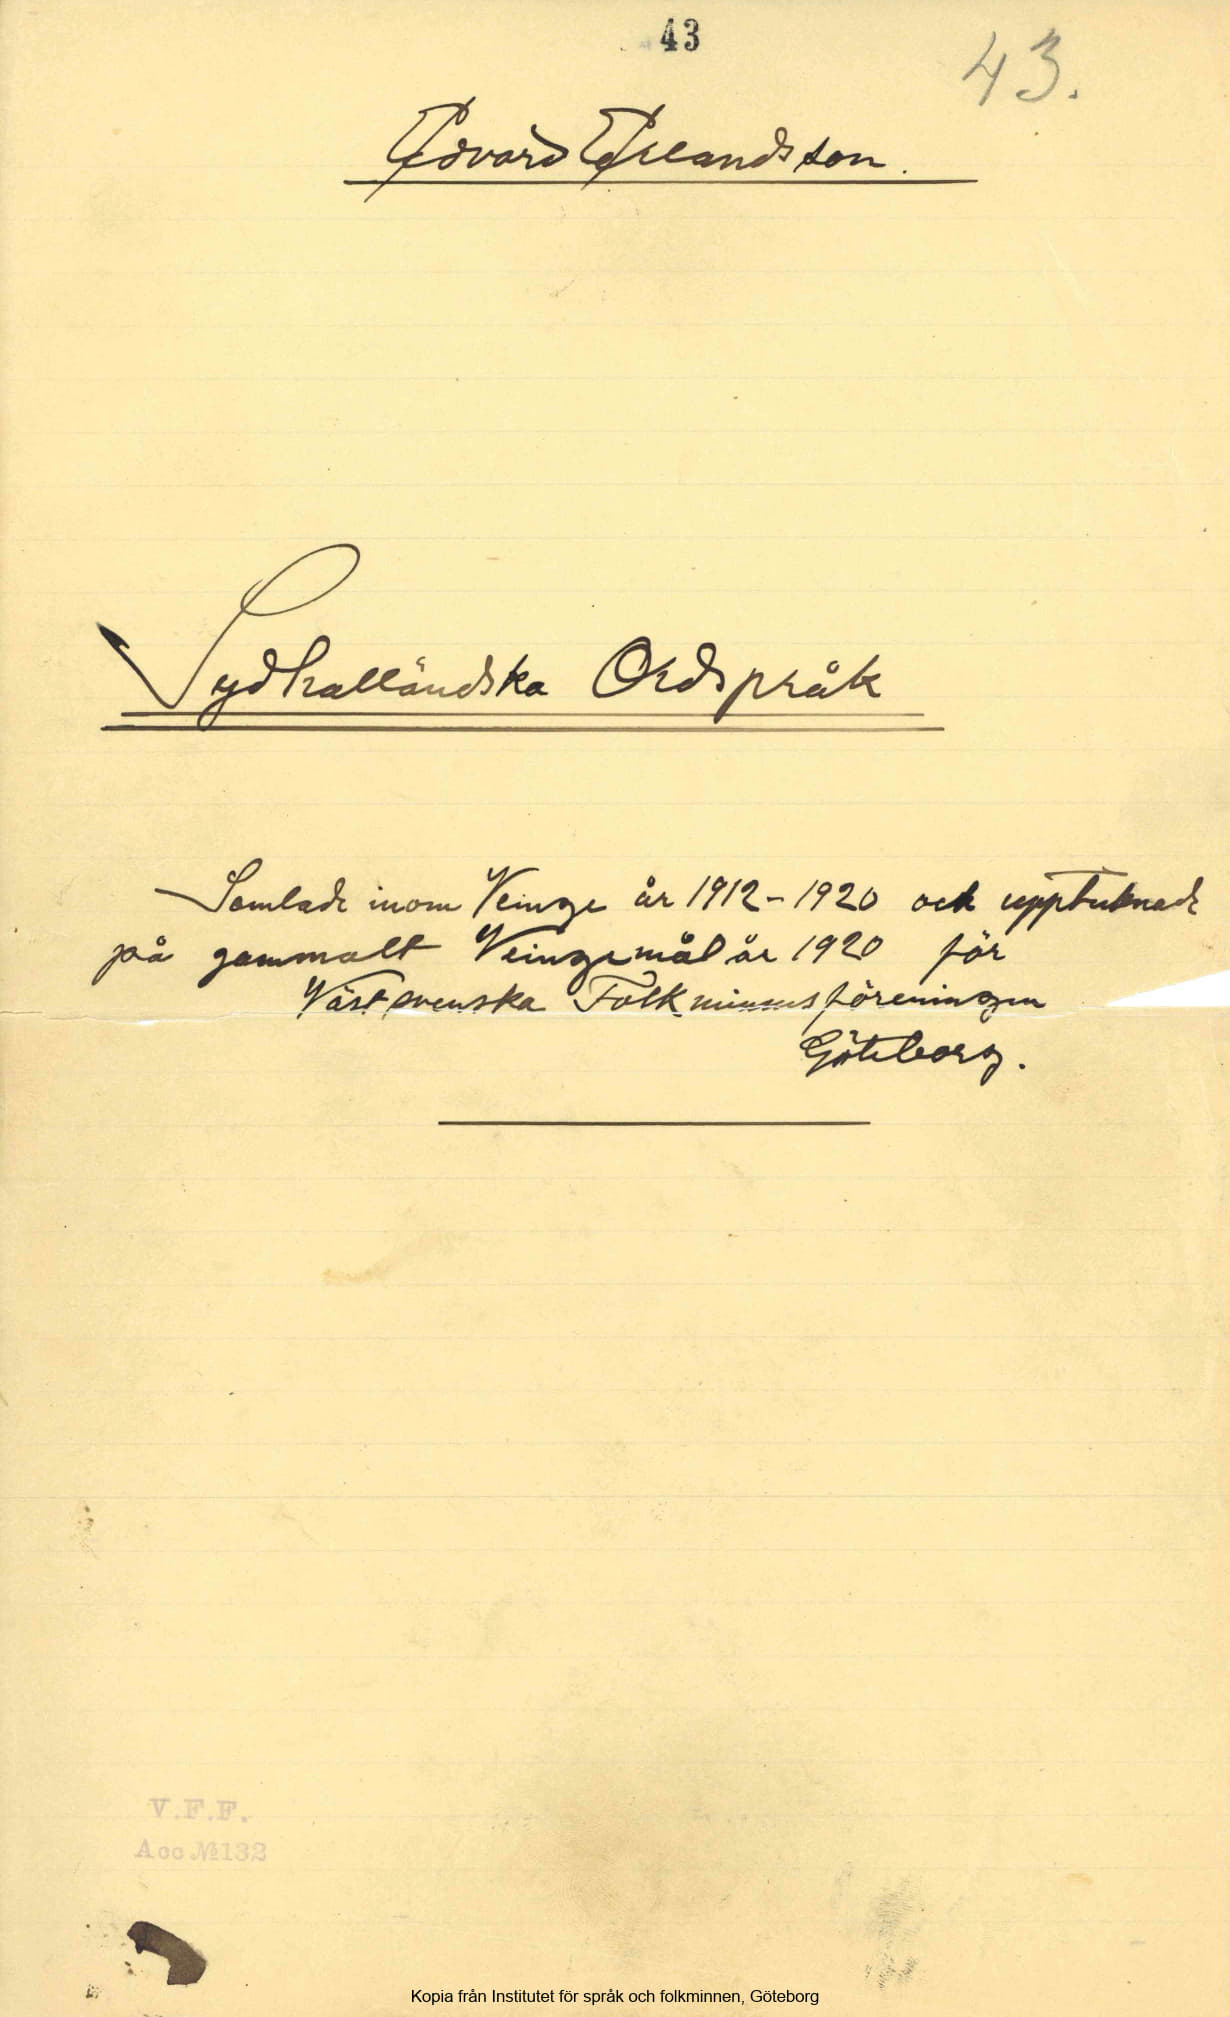 43
43.
Edvard Erlandsson.
Sydhalländska Ordspråk
Samlade inom Veinge år 1912-1920 och upptecknade
på gammalt Veingemål år 1920 för
Västsvenska Folkminnesföreningen
Göteborg.
V.F.F.
Acc №132
Kopia från Institutet för språk och folkminnen, Göteborg